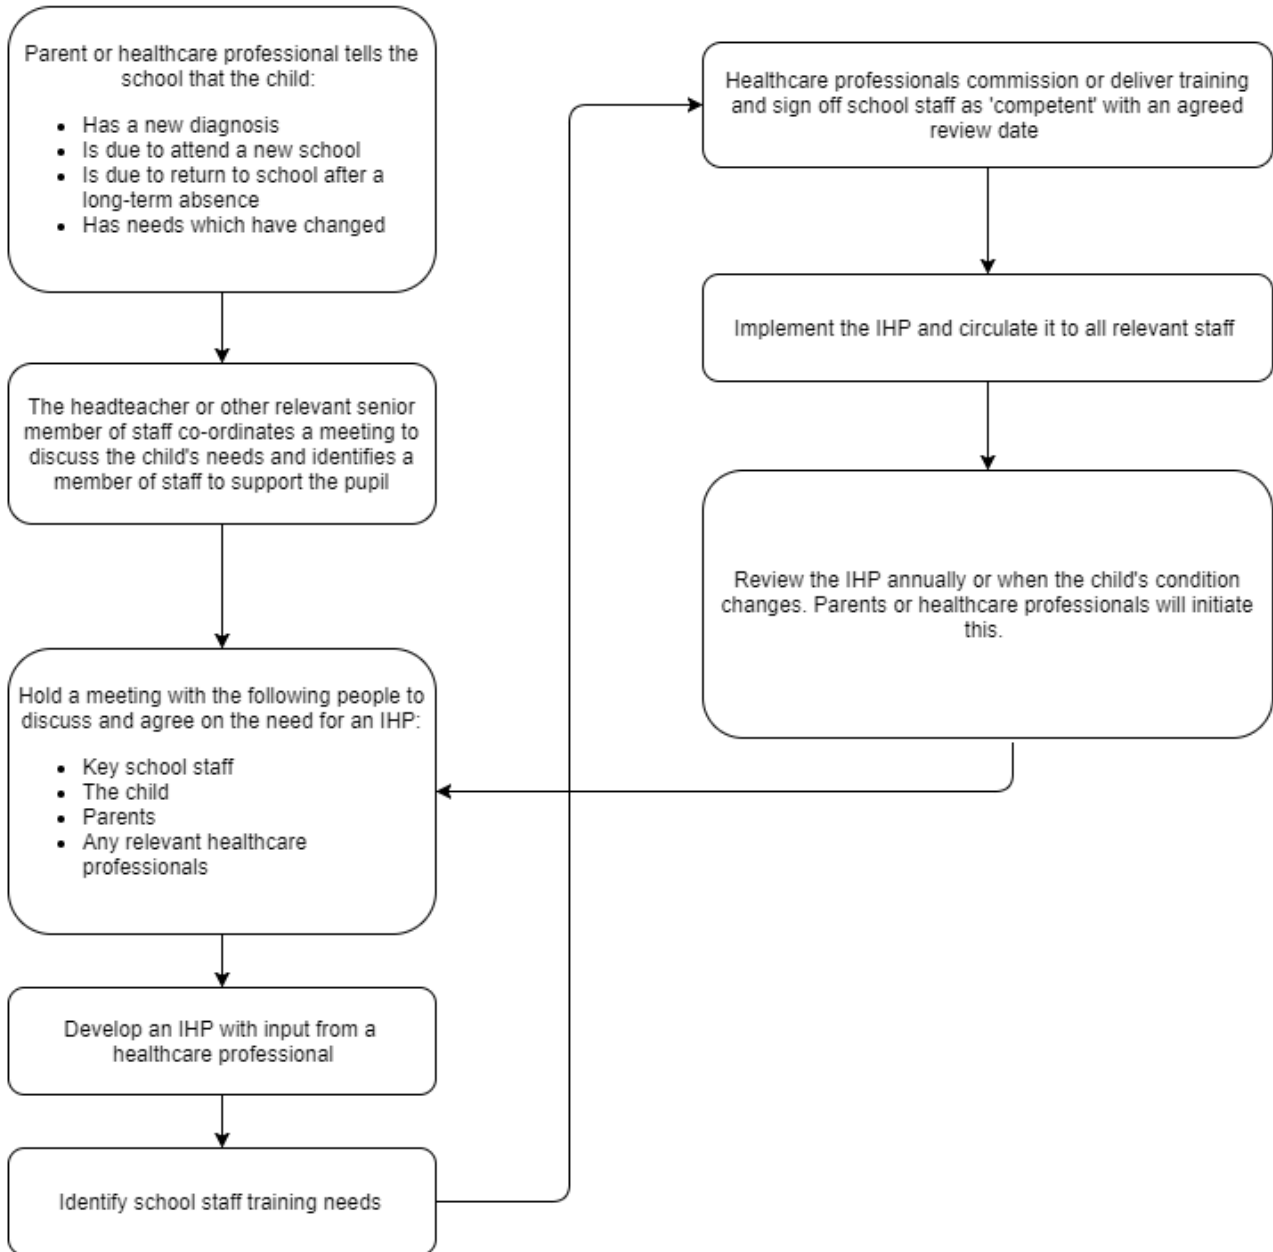 Parent or healthcare professional tells the
school that the child:
• Has a new diagnosis
• Is due to attend a new school
• Is due to return to school after a
long-term absence
• Has needs which have changed
The headteacher or other relevant senior
member of staff co-ordinates a meeting to
discuss the child's needs and identifies a
member of staff to support the pupil
Hold a meeting with the following people to
discuss and agree on the need for an IHP:
• Key school staff
• The child
• Parents
• Any relevant healthcare
professionals
Develop an IHP with input from a
healthcare professional
Identify school staff training needs
Healthcare professionals commission or deliver training
and sign off school staff as 'competent' with an agreed
review date
Implement the IHP and circulate it to all relevant staff
Review the IHP annually or when the child's condition
changes. Parents or healthcare professionals will initiate
this.